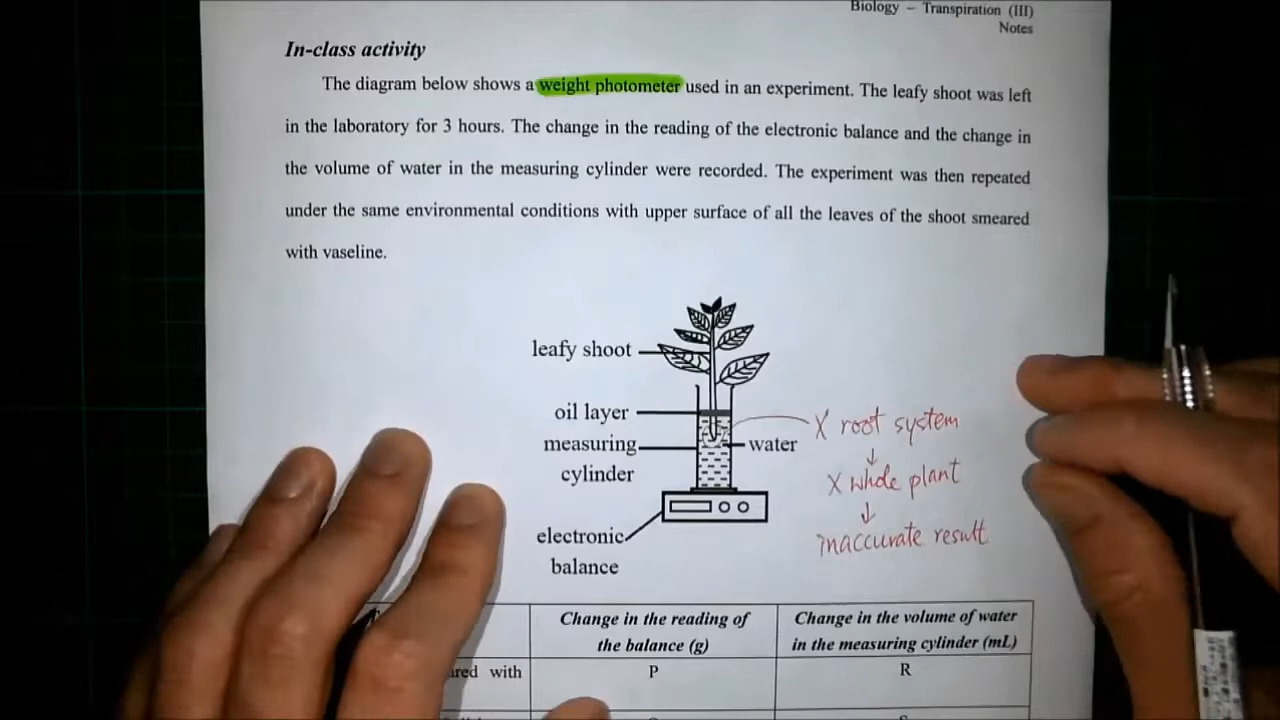 Biology – Transpiration (III)
Notes
In-class activity
The diagram below shows a weight photometer used in an experiment. The leafy shoot was left
in the laboratory for 3 hours. The change in the reading of the electronic balance and the change in
the volume of water in the measuring cylinder were recorded. The experiment was then repeated
under the same environmental conditions with upper surface of all the leaves of the shoot smeared
with vaseline.
leafy shoot
oil layer
measuring
cylinder
water
electronic
balance
X root system
↓
X whole plant
↓
inaccurate result
Change in the reading of
the balance (g)
Change in the volume of water
in the measuring cylinder (mL)
with
P
R